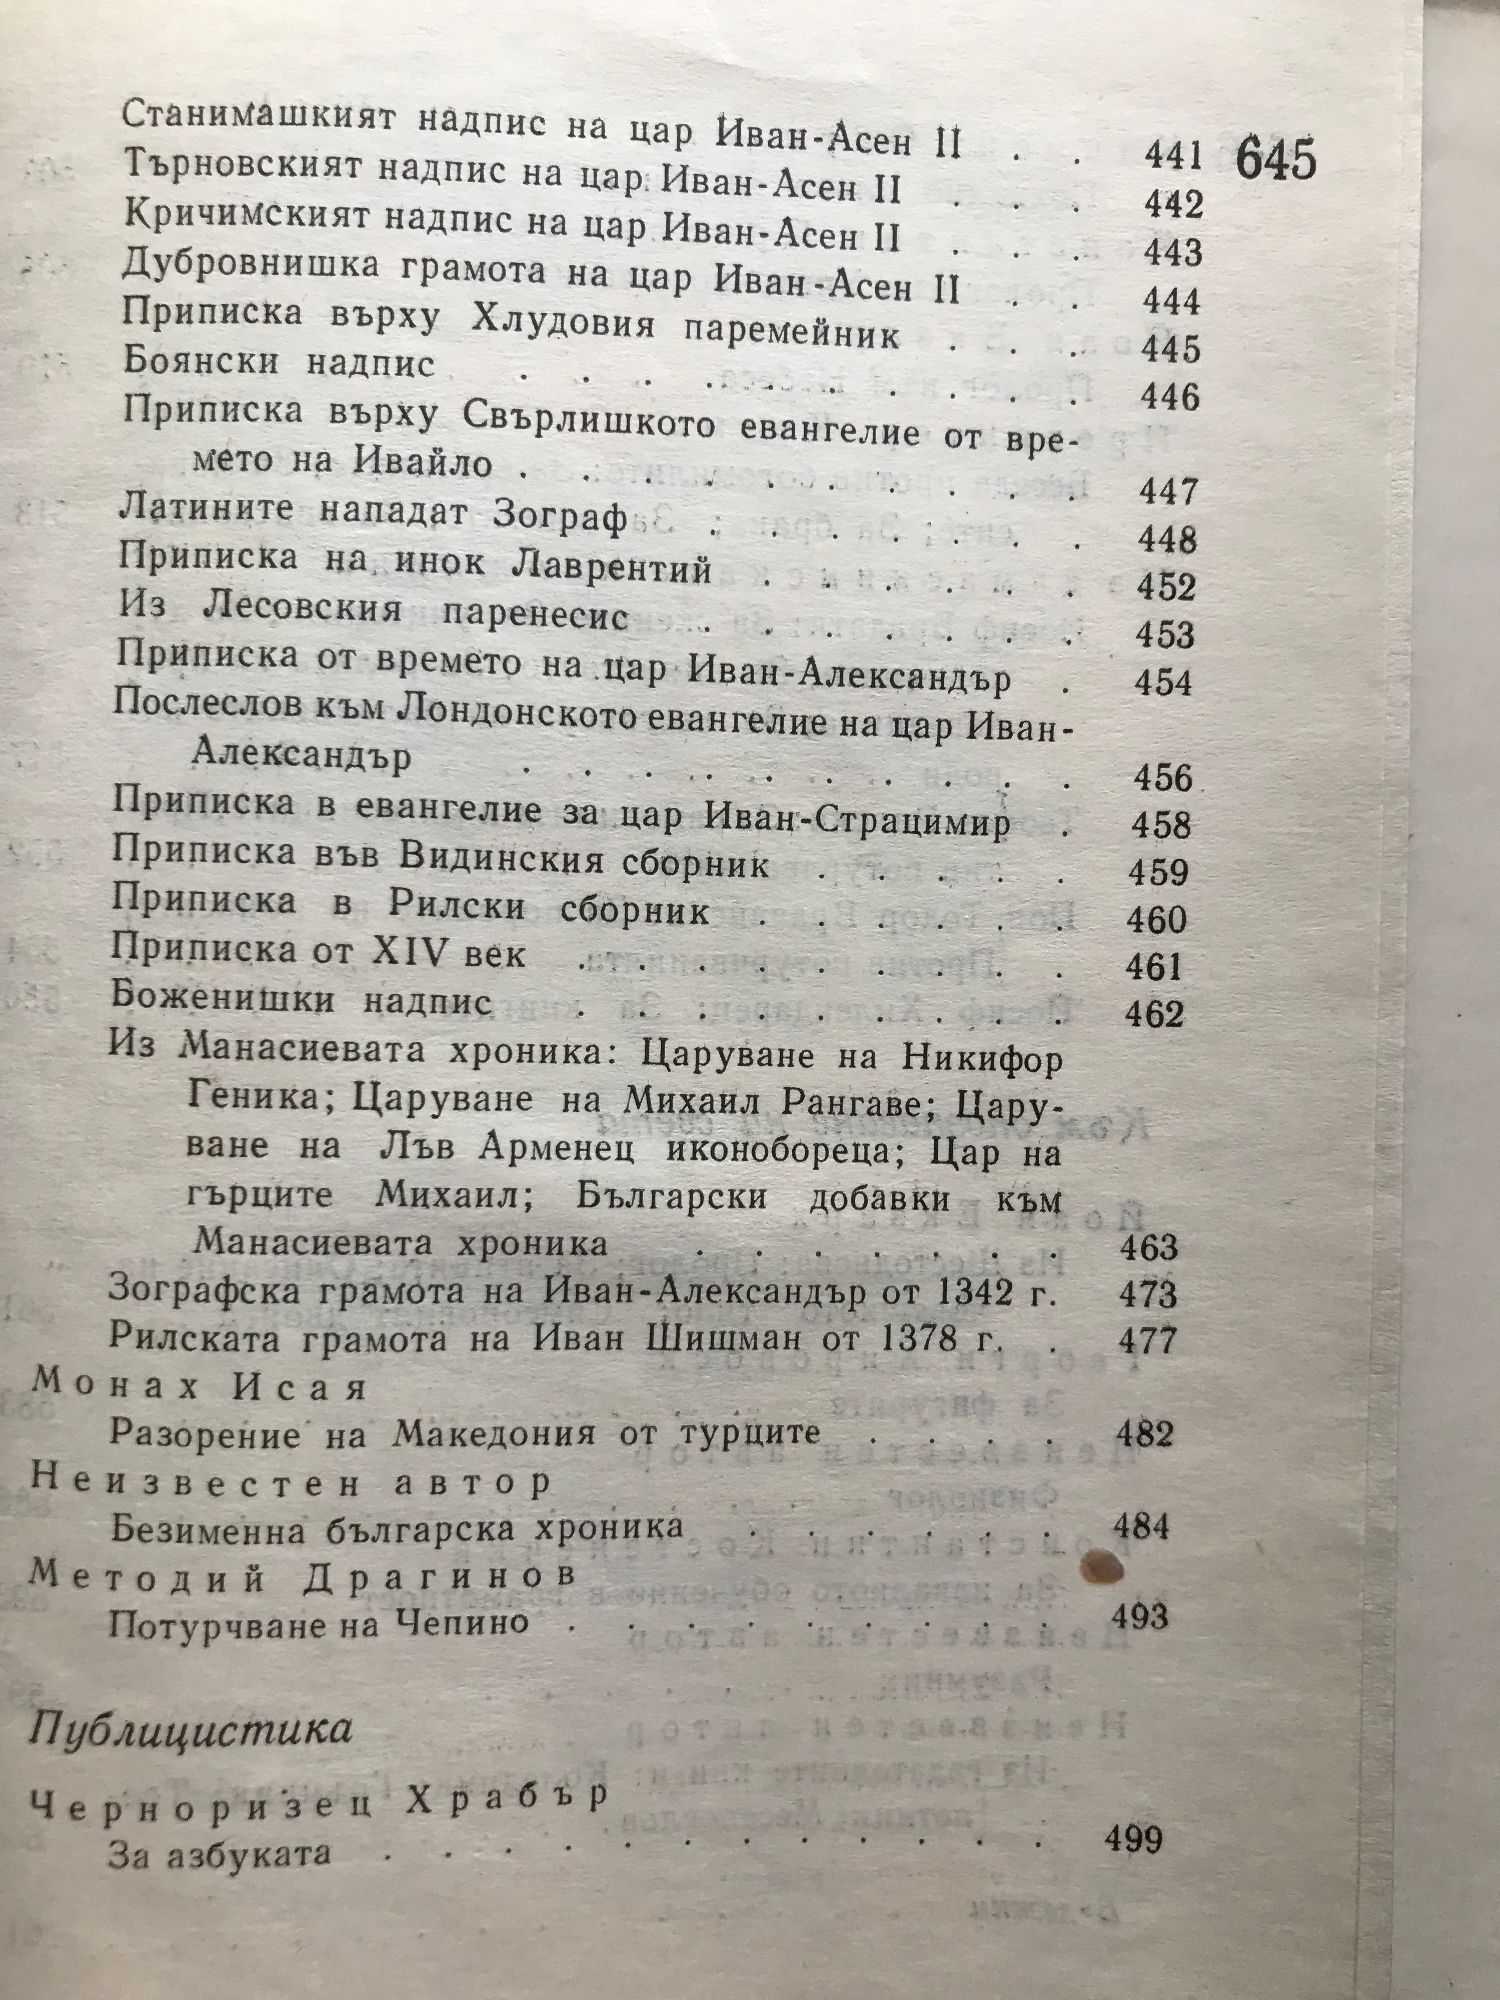 Станимашкият надпис на цар Иван-Асен II . . 441 645
Търновският надпис на цар Иван-Асен II . . . 442
Кричимският надпис на цар Иван-Асен II . . . 443
Дубровнишка грамота на цар Иван-Асен II . . 444
Приписка върху Хлудовия паремейник . . . 445
Боянски надпис . . . . . . . . . . 446
Приписка върху Свърлишкото евангелие от вре-
мето на Ивайло . . . . . . . . . . 447
Латините нападат Зограф . . . . . . . 448
Приписка на инок Лаврентий . . . . . . 452
Из Лесовския паренесис . . . . . . . 453
Приписка от времето на цар Иван-Александър . 454
Послеслов към Лондонското евангелие на цар Иван-
Александър . . . . . . . . . . 456
Приписка в евангелие за цар Иван-Страцимир . 458
Приписка във Видинския сборник . . . . . 459
Приписка в Рилски сборник . . . . . . 460
Приписка от XIV век . . . . . . . . . 461
Боженишки надпис . . . . . . . . . 462
Из Манасиевата хроника: Царуване на Никифор
Геника; Царуване на Михаил Рангаве; Цару-
ване на Лъв Арменец иконобореца; Цар на
гърците Михаил; Български добавки към
Манасиевата хроника . . . . . . . 463
Зографска грамота на Иван-Александър от 1342 г. 473
Рилската грамота на Иван Шишман от 1378 г. . 477
Монах Исая
Разорение на Македония от турците . . . . 482
Неизвестен автор
Безименна българска хроника . . . . . . 484
Методий Драгинов
Потурчване на Чепино . . . . . . . . . 493
Публицистика
Черноризец Храбър
За азбуката . . . . . . . . . . . . 499